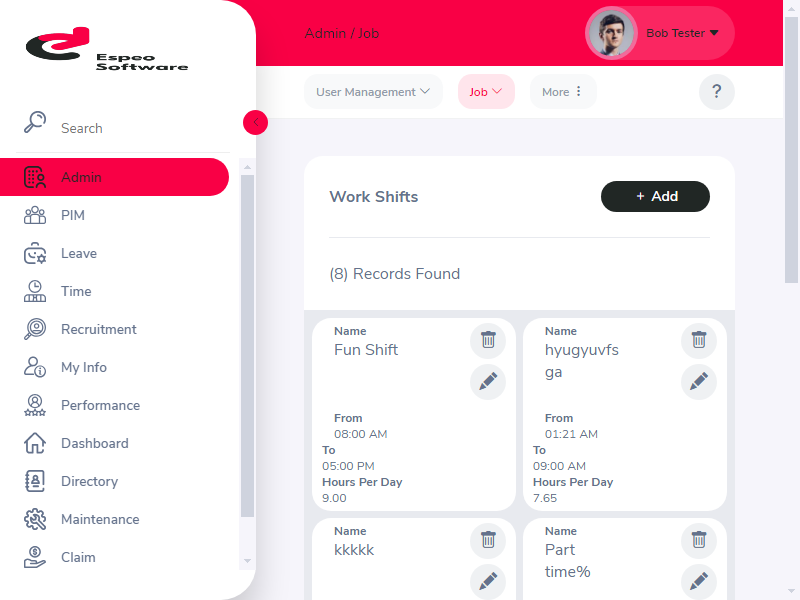 Espeo
Software
Search
Admin
PIM
Leave
Time
Recruitment
My Info
Performance
Dashboard
Directory
Maintenance
Claim
Admin / Job
Bob Tester
User Management
Job
More
?
Work Shifts
+ Add
(8) Records Found
Name
Fun Shift
From
08:00 AM
To
05:00 PM
Hours Per Day
9.00
Name
hyugyuvfs
ga
From
01:21 AM
To
09:00 AM
Hours Per Day
7.65
Name
kkkkk
Name
Part
time%